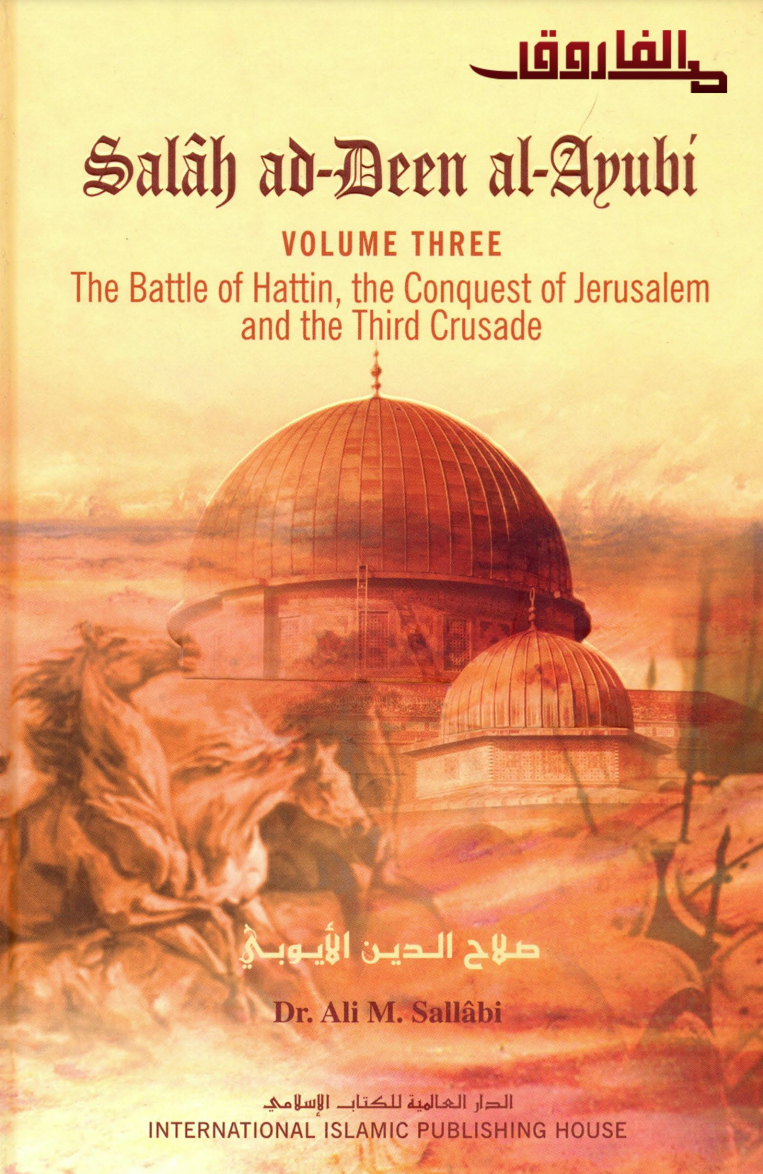 الفاروق
Salâh ad-Deen al-Ayubi
VOLUME THREE
The Battle of Hattin, the Conquest of Jerusalem
and the Third Crusade
صلاح الدين الأيوبي
Dr. Ali M. Sallâbi
الدار العالمية للكتاب الإسلامي
INTERNATIONAL ISLAMIC PUBLISHING HOUSE